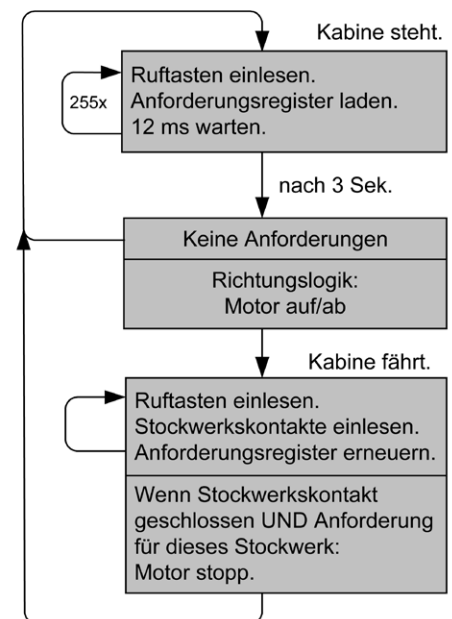 Kabine steht.
Ruftasten einlesen.
255x
Anforderungsregister laden.
12 ms warten.
nach 3 Sek.
Keine Anforderungen
Richtungslogik:
Motor auf/ab
Kabine fährt.
Ruftasten einlesen.
Stockwerkskontakte einlesen.
Anforderungsregister erneuern.
Wenn Stockwerkskontakt
geschlossen UND Anforderung
für dieses Stockwerk:
Motor stopp.